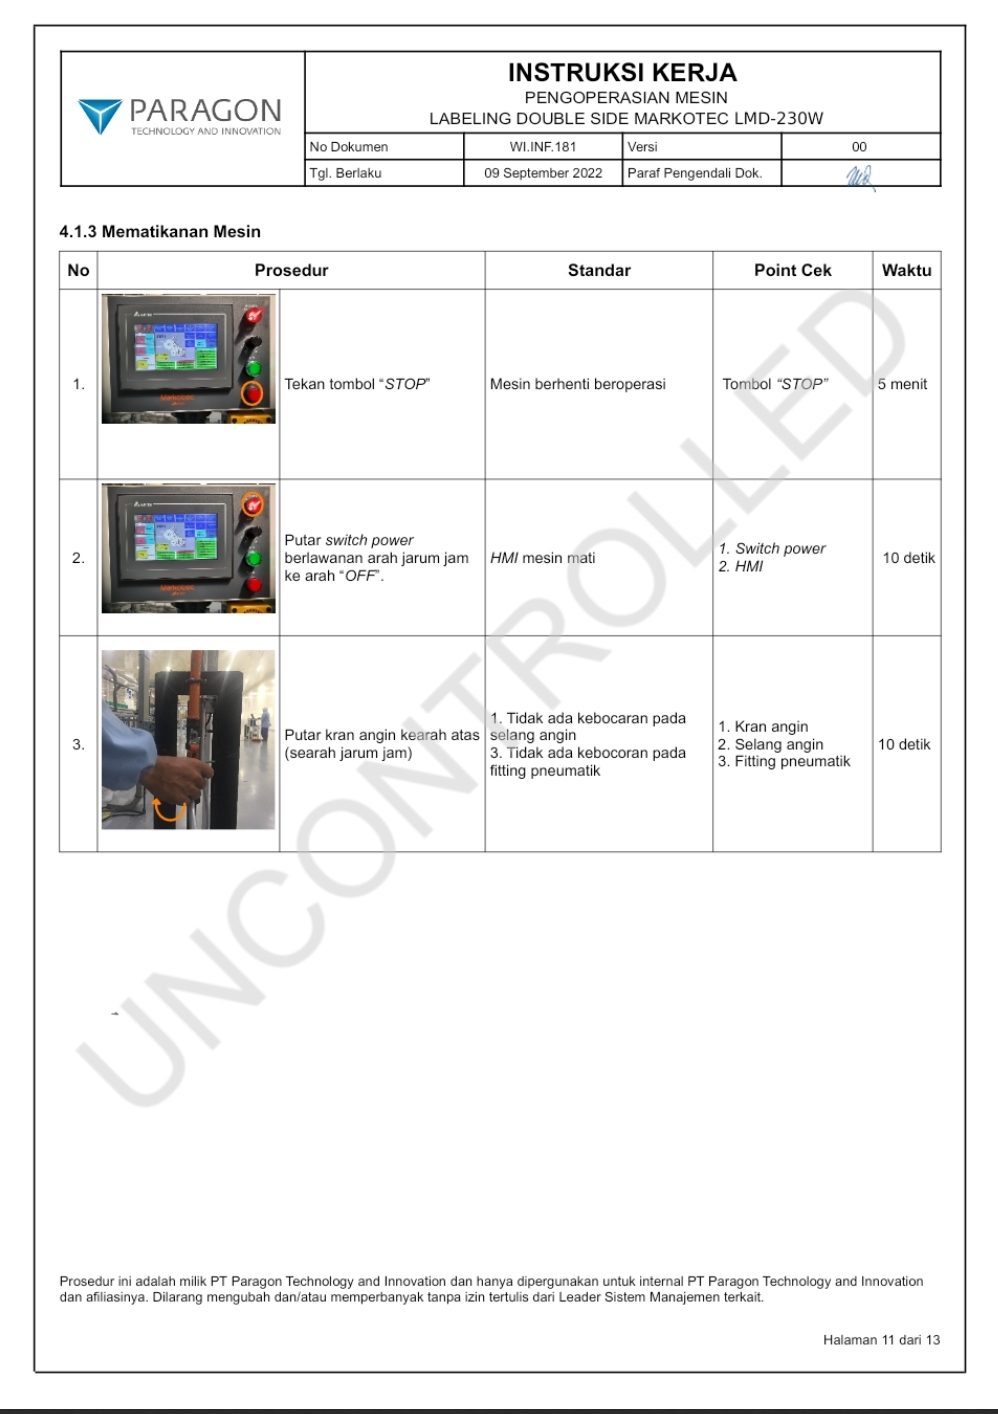 PARAGON
TECHNOLOGY AND INNOVATION
INSTRUKSI KERJA
PENGOPERASIAN MESIN
LABELING DOUBLE SIDE MARKOTEC LMD-230W
No Dokumen WI.INF.181 Versi 00
Tgl. Berlaku 09 September 2022 Paraf Pengendali Dok.
4.1.3 Mematikanan Mesin
No Prosedur Standar Point Cek Waktu
1. Tekan tombol “STOP” Mesin berhenti beroperasi Tombol “STOP” 5 menit
Markotec
2. Putar switch power
berlawanan arah jarum jam
ke arah “OFF”.
HMI mesin mati
1. Switch power
2. HMI
10 detik
Markotec
3. Putar kran angin kearah atas
(searah jarum jam)
1. Tidak ada kebocaran pada
selang angin
3. Tidak ada kebocoran pada
fitting pneumatik
1. Kran angin
2. Selang angin
3. Fitting pneumatik
10 detik
UNCONTROLLED
Prosedur ini adalah milik PT Paragon Technology and Innovation dan hanya dipergunakan untuk internal PT Paragon Technology and Innovation
dan afiliasinya. Dilarang mengubah dan/atau memperbanyak tanpa izin tertulis dari Leader Sistem Manajemen terkait.
Halaman 11 dari 13